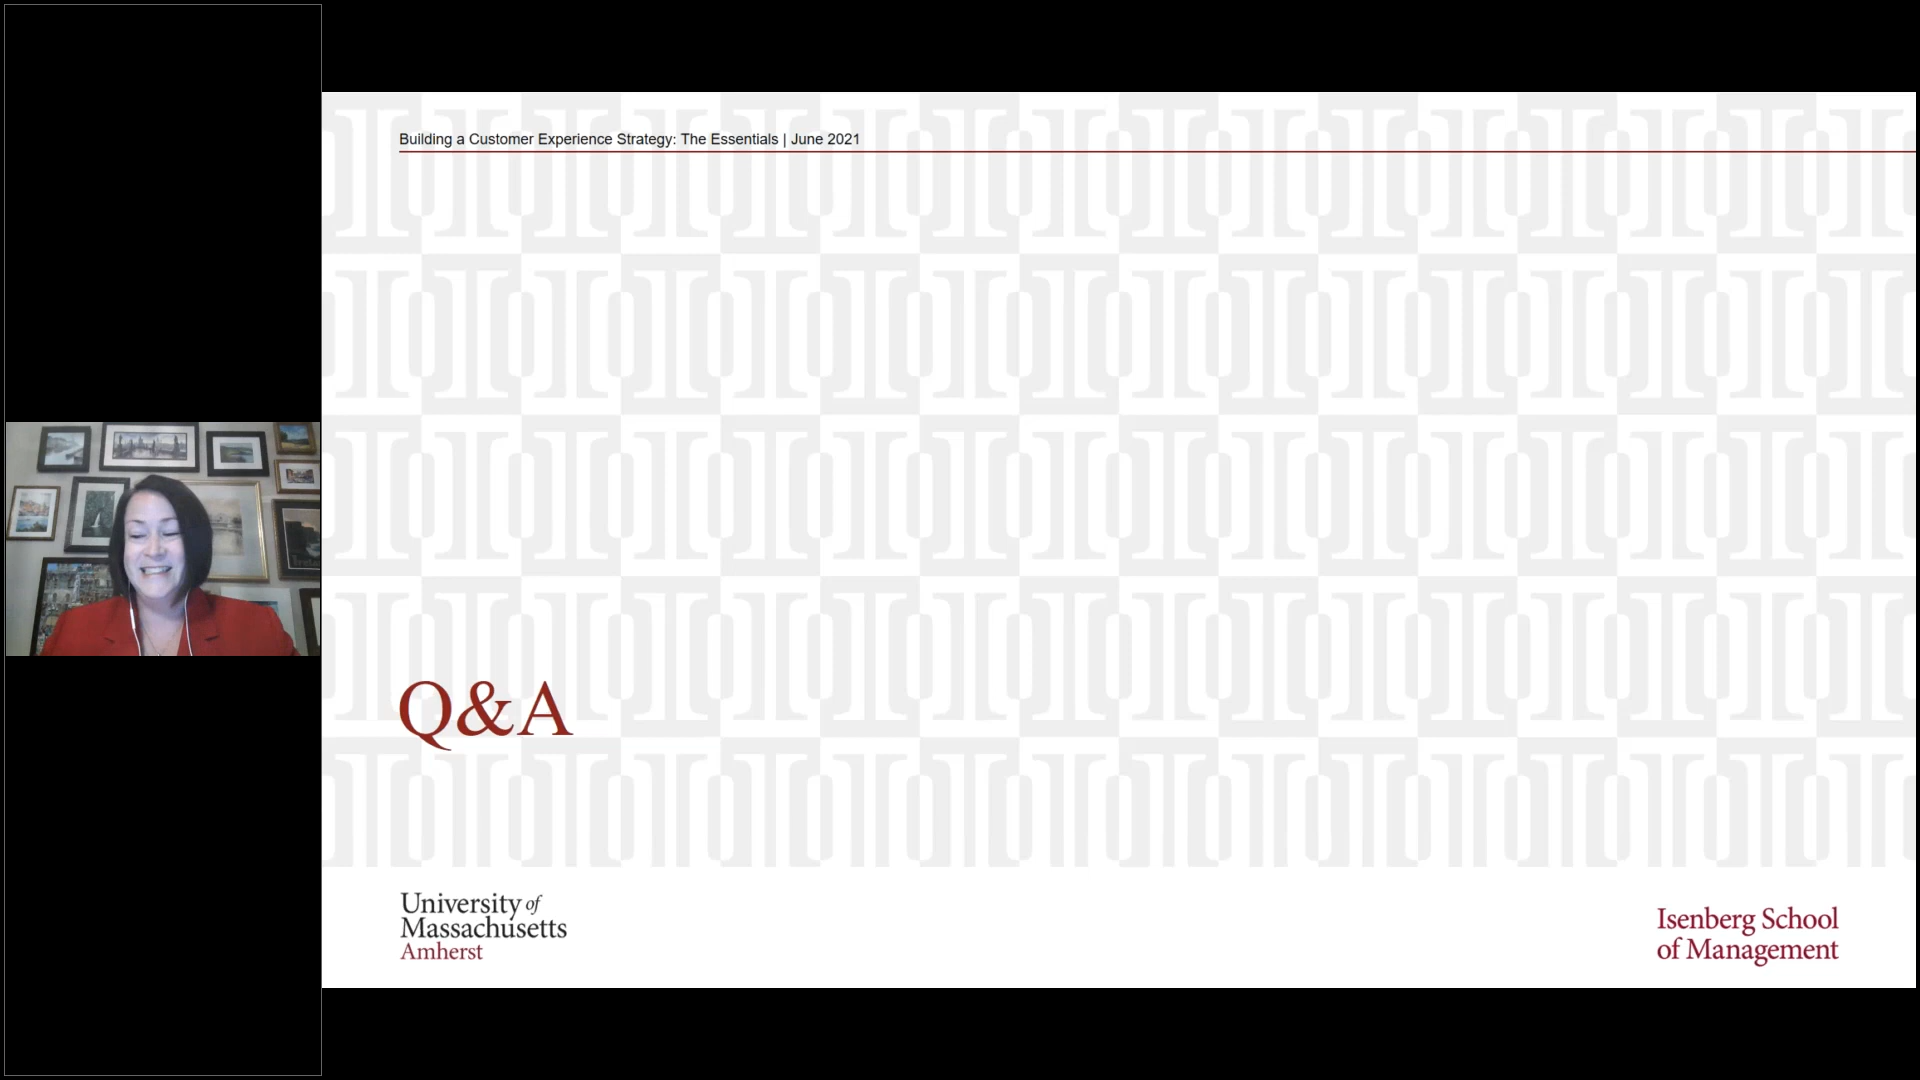 Building a Customer Experience Strategy: The Essentials | June 2021
Q&A
University of
Massachusetts
Amherst
Isenberg School
of Management